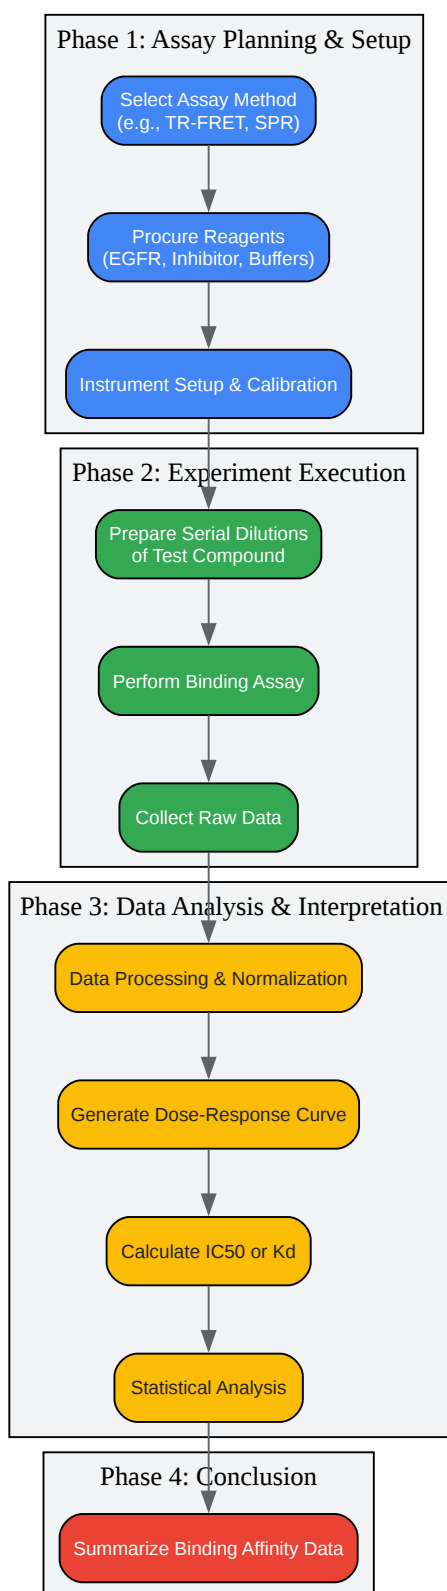 Phase 1: Assay Planning & Setup
Select Assay Method
(e.g., TR-FRET, SPR)
Procure Reagents
(EGFR, Inhibitor, Buffers)
Instrument Setup & Calibration
Phase 2: Experiment Execution
Prepare Serial Dilutions
of Test Compound
Perform Binding Assay
Collect Raw Data
Phase 3: Data Analysis & Interpretation
Data Processing & Normalization
Generate Dose-Response Curve
Calculate IC50 or Kd
Statistical Analysis
Phase 4: Conclusion
Summarize Binding Affinity Data